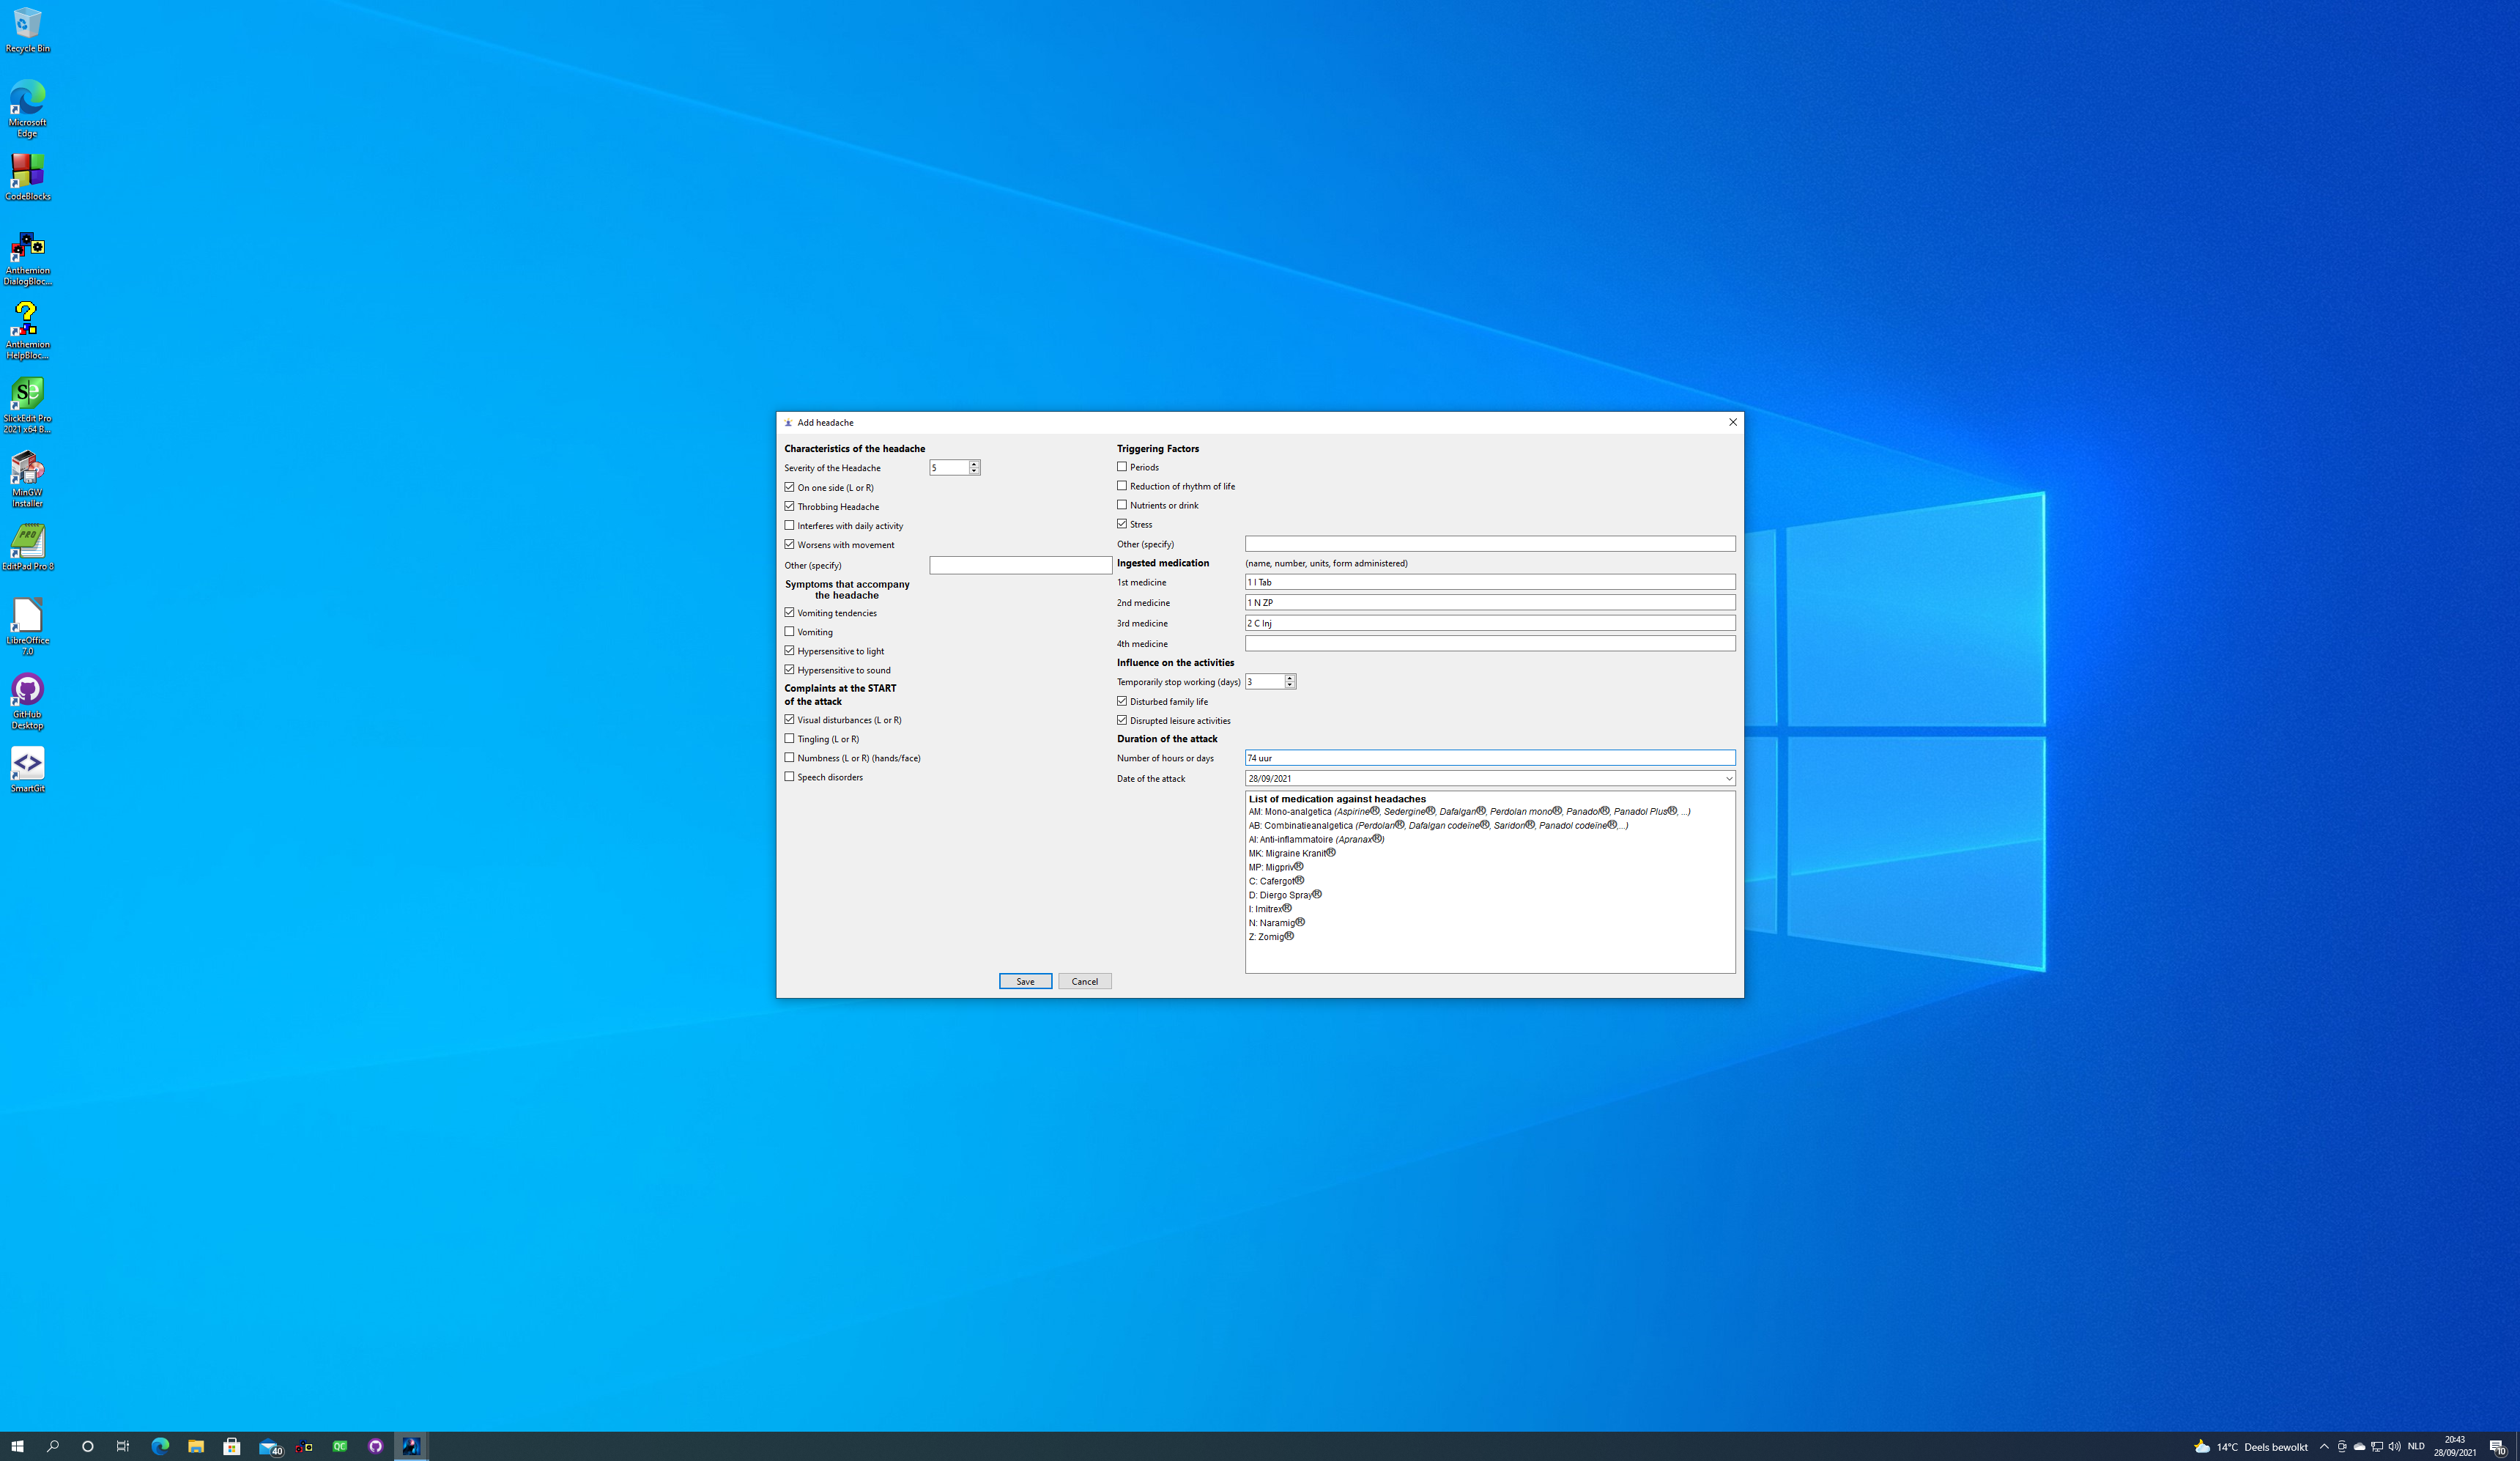 Recycle Bin
Microsoft
Edge
CodeBlocks
Anthemion
DialogBloc...
Anthemion
HelpBloc...
SlickEdit Pro
2021 x64 B...
MinGW
Installer
EditPad Pro 8
LibreOffice
7.0
GitHub
Desktop
SmartGit
Add headache
Characteristics of the headache
Severity of the Headache 5
On one side (L or R)
Throbbing Headache
Interferes with daily activity
Worsens with movement
Other (specify)
Symptoms that accompany
the headache
Vomiting tendencies
Vomiting
Hypersensitive to light
Hypersensitive to sound
Complaints at the START
of the attack
Visual disturbances (L or R)
Tingling (L or R)
Numbness (L or R) (hands/face)
Speech disorders
Triggering Factors
Periods
Reduction of rhythm of life
Nutrients or drink
Stress
Other (specify)
Ingested medication (name, number, units, form administered)
1st medicine 1 I Tab
2nd medicine 1 N ZP
3rd medicine 2 C Inj
4th medicine
Influence on the activities
Temporarily stop working (days) 3
Disturbed family life
Disrupted leisure activities
Duration of the attack
Number of hours or days 74 uur
Date of the attack 28/09/2021
List of medication against headaches
AM: Mono-analgetica (Aspirine®, Sedergine®, Dafalgan®, Perdolan mono®, Panadol®, Panadol Plus®, ...)
AB: Combinatieanalgetica (Perdolan®, Dafalgan codeïne®, Saridon®, Panadol codeïne®,...)
AI: Anti-inflammatoire (Apranax®)
MK: Migraine Kranit®
MP: Migpriv®
C: Cafergot®
D: Diergo Spray®
I: Imitrex®
N: Naramig®
Z: Zomig®
Save Cancel
40
QC
14°C Deels bewolkt
NLD
20:43
28/09/2021
10